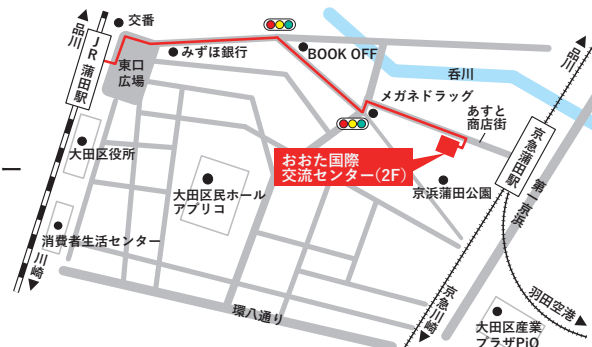 品川
交番
JR 蒲田駅
東口
広場
みずほ銀行
BOOK OFF
呑川
品川
メガネドラッグ
あすと
商店街
京急蒲田駅
第一京浜
大田区役所
おおた国際
交流センター(2F)
大田区民ホール
アプリコ
京浜蒲田公園
消費者生活センター
川崎
環八通り
京急川崎
羽田空港
大田区産業
プラザPiO